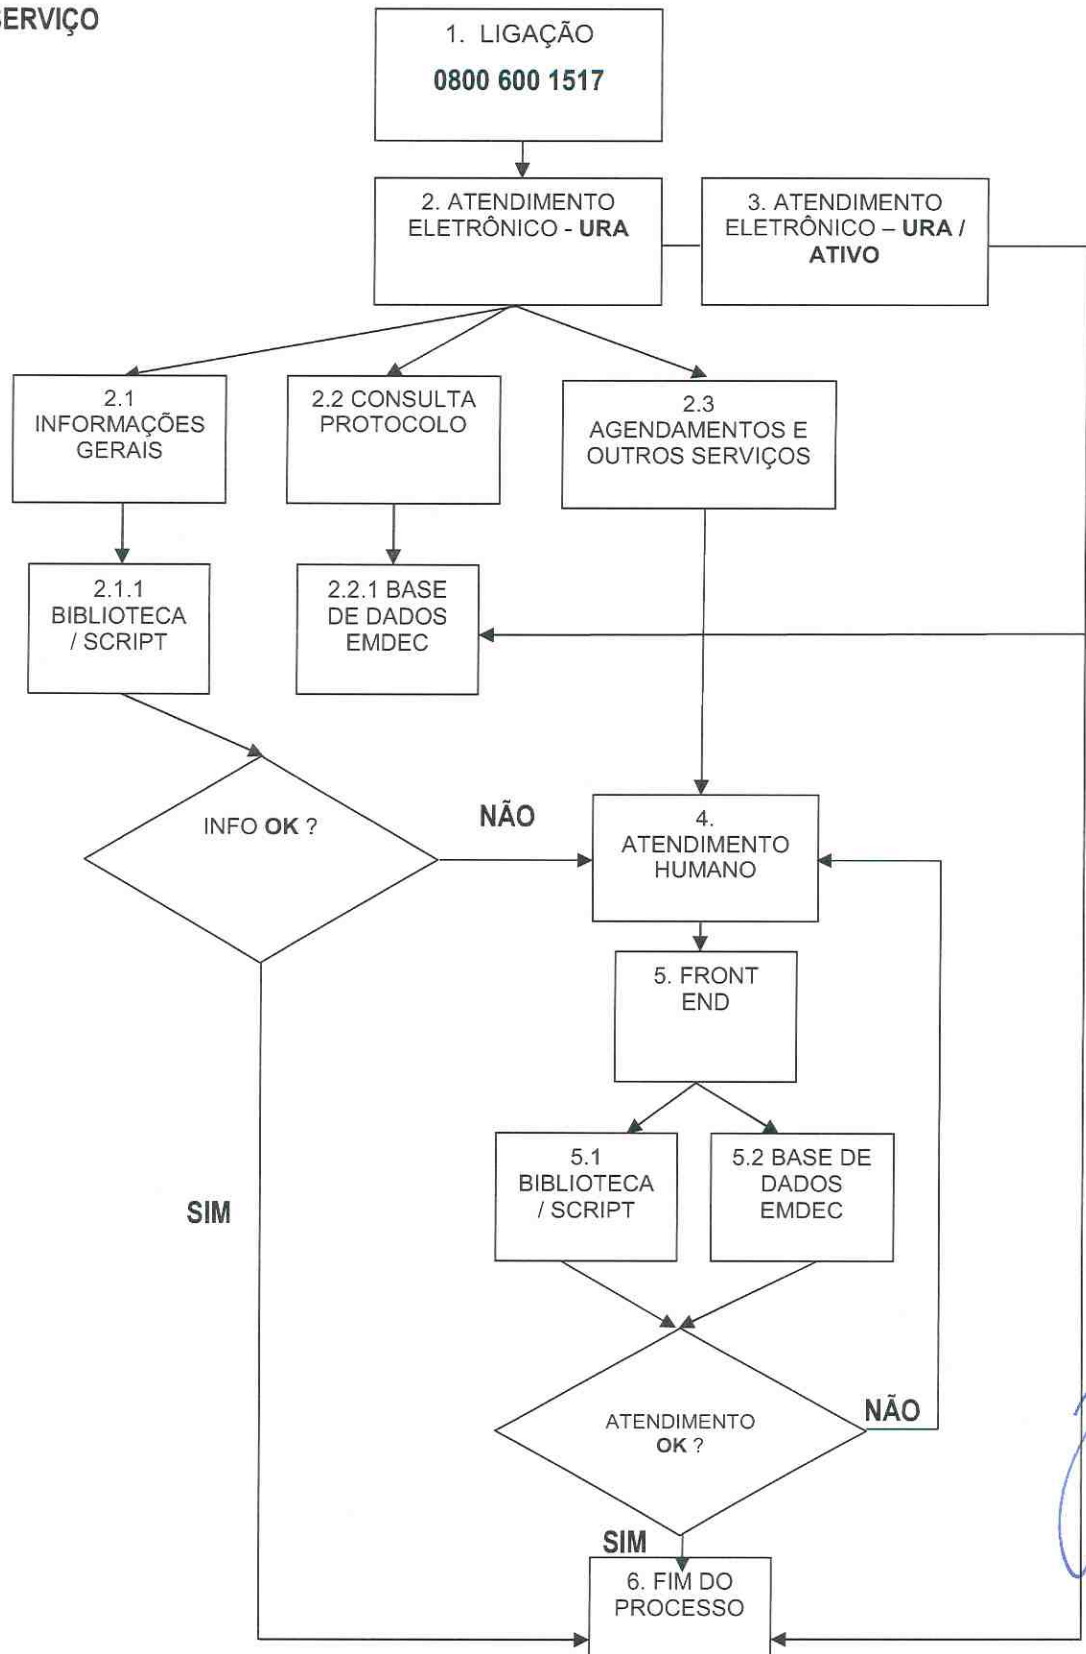 SERVIÇO
1. LIGAÇÃO
0800 600 1517
2. ATENDIMENTO
ELETRÔNICO - URA
3. ATENDIMENTO
ELETRÔNICO – URA /
ATIVO
2.1
INFORMAÇÕES
GERAIS
2.2 CONSULTA
PROTOCOLO
2.3
AGENDAMENTOS E
OUTROS SERVIÇOS
2.1.1
BIBLIOTECA
/ SCRIPT
2.2.1 BASE
DE DADOS
EMDEC
INFO OK ?
NÃO
4.
ATENDIMENTO
HUMANO
5. FRONT
END
5.1
BIBLIOTECA
/ SCRIPT
5.2 BASE DE
DADOS
EMDEC
SIM
ATENDIMENTO
OK ?
NÃO
SIM
6. FIM DO
PROCESSO